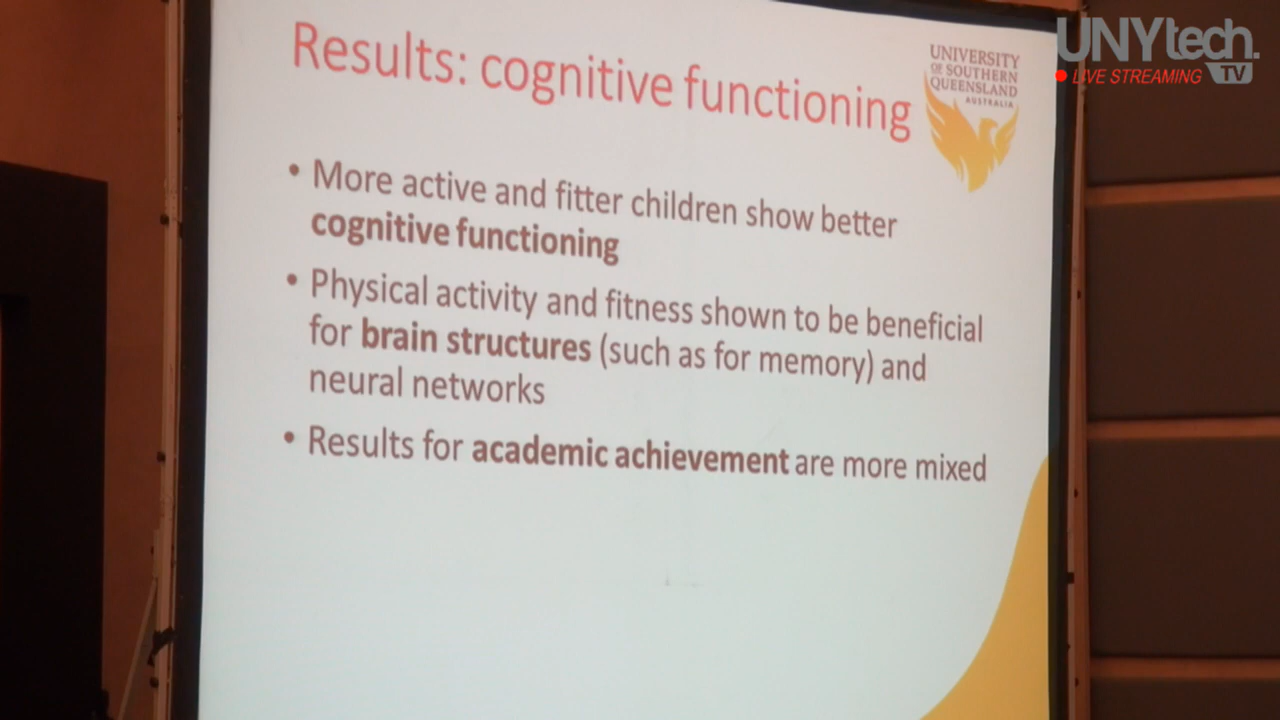 UNYtech.
TV
LIVE STREAMING
Results: cognitive functioning
UNIVERSITY
OF SOUTHERN
QUEENSLAND
AUSTRALIA
• More active and fitter children show better
cognitive functioning
• Physical activity and fitness shown to be beneficial
for brain structures (such as for memory) and
neural networks
• Results for academic achievement are more mixed